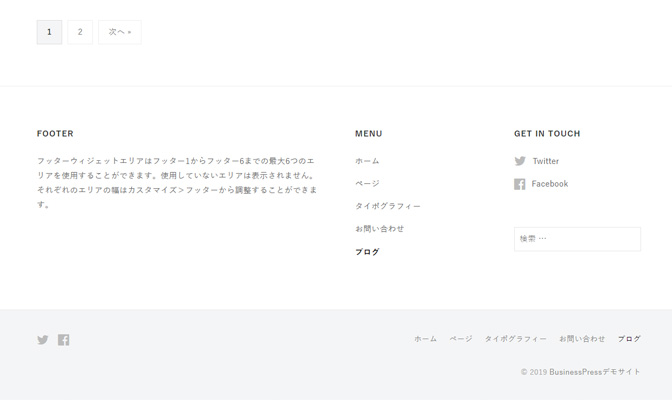 1 2 次へ »
FOOTER
フッターウィジェットエリアはフッター1からフッター6までの最大6つのエ
リアを使用することができます。使用していないエリアは表示されません。
それぞれのエリアの幅はカスタマイズ＞フッターから調整することができま
す。
MENU
ホーム
ページ
タイポグラフィー
お問い合わせ
ブログ
GET IN TOUCH
Twitter
Facebook
検索 …
ホーム ページ タイポグラフィー お問い合わせ ブログ
© 2019 BusinessPressデモサイト